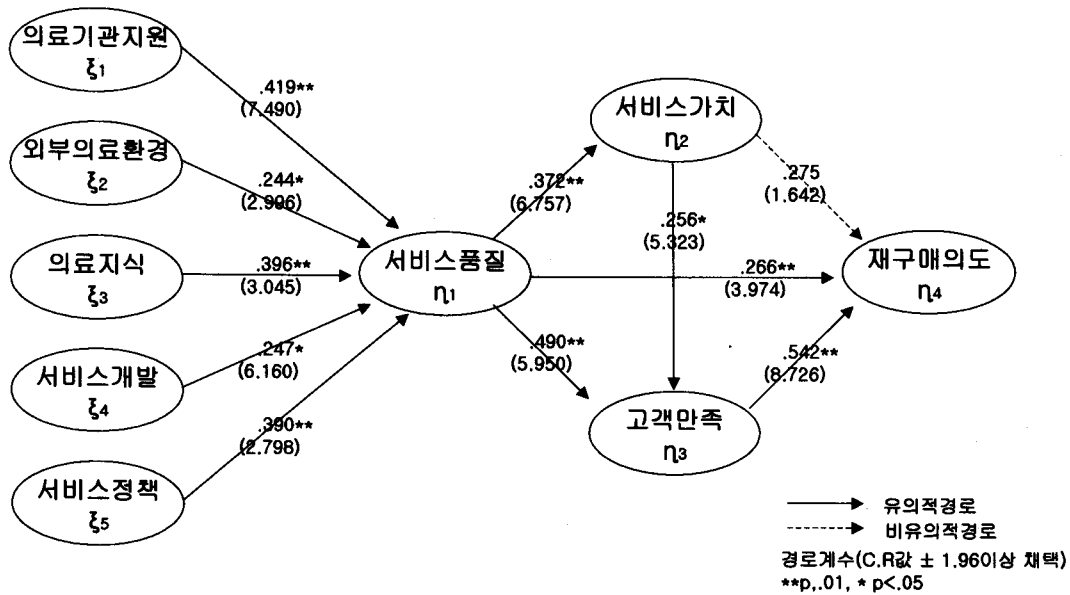 의료기관지원
ξ1
.419**
(7.490)
외부의료환경
ξ2
.244*
(2.996)
의료지식
ξ3
.396**
(3.045)
서비스개발
ξ4
.247*
(6.160)
서비스정책
ξ5
.390**
(2.798)
서비스품질
η1
.372**
(6.757)
서비스가치
η2
.256*
(5.323)
.275
(1.642)
.266**
(3.974)
재구매의도
η4
.490**
(5.950)
.542**
(8.726)
고객만족
η3
유의적경로
비유의적경로
경로계수(C.R값 ± 1.96이상 채택)
**p,.01, * p<.05